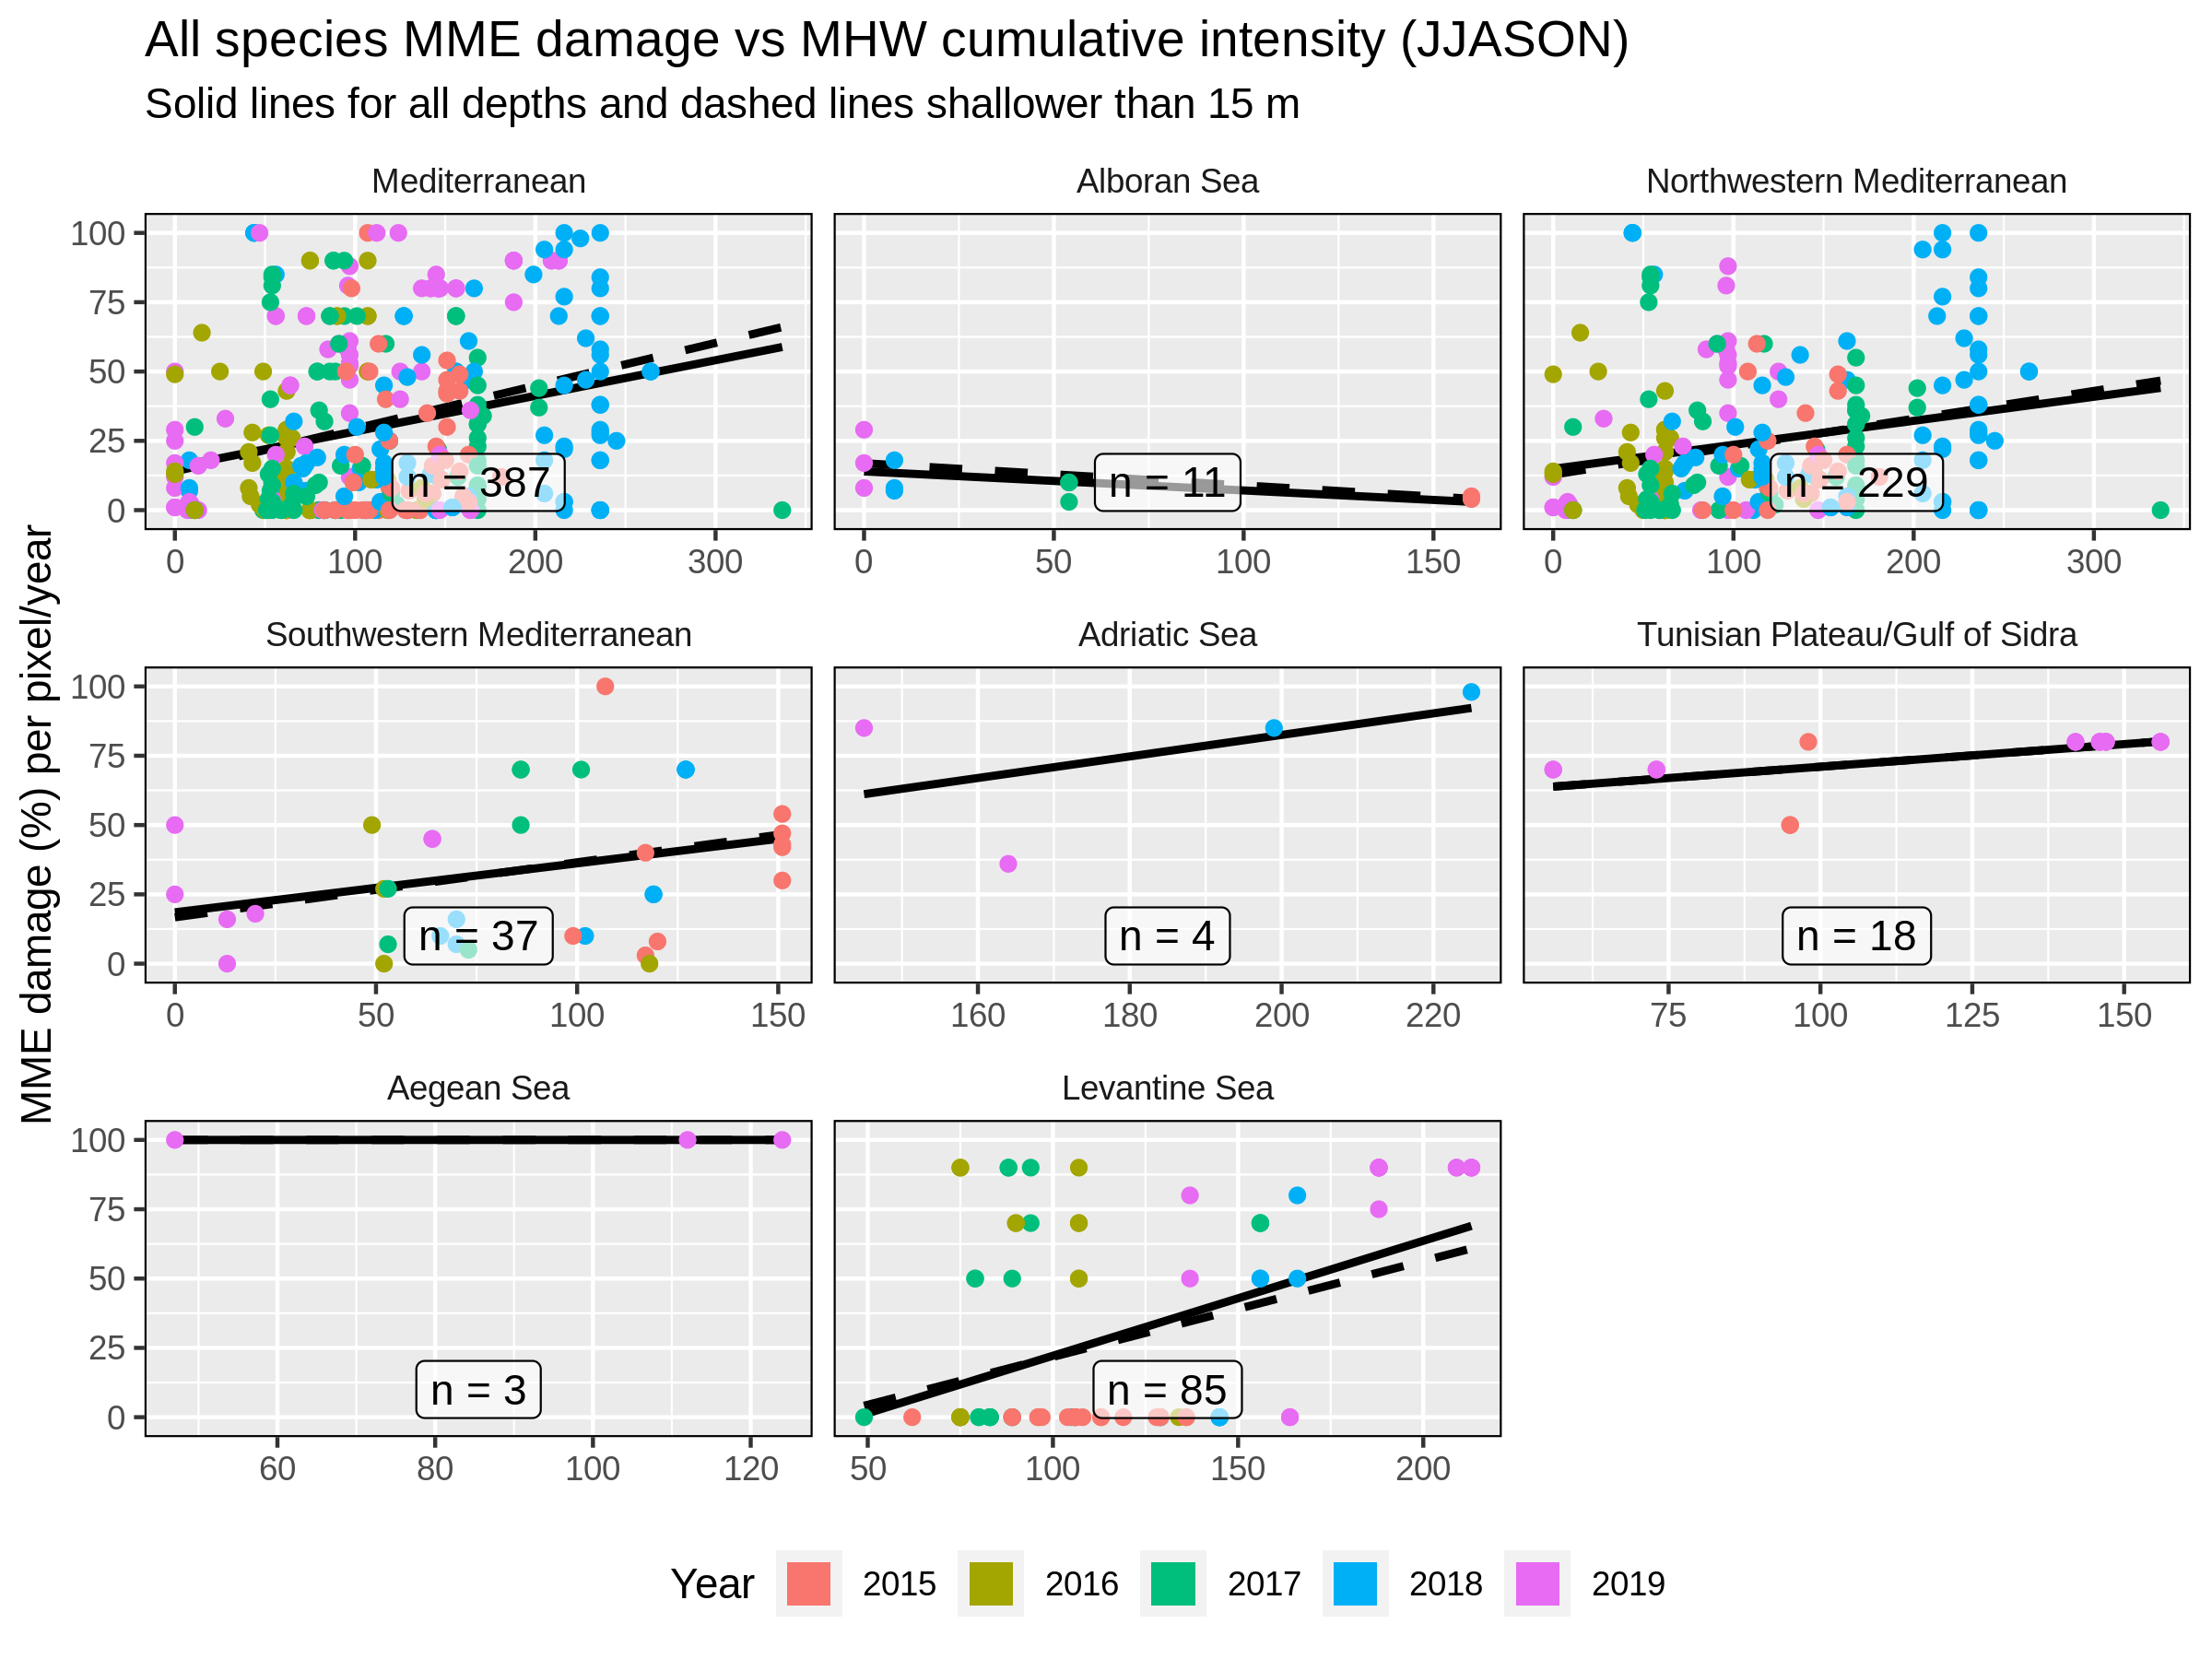 All species MME damage vs MHW cumulative intensity (JJASON)
Solid lines for all depths and dashed lines shallower than 15 m
MME damage (%) per pixel/year
Mediterranean
Alboran Sea
Northwestern Mediterranean
100
75
50
25
0
n = 387
n = 11
n = 229
0 100 200 300
0 50 100 150
0 100 200 300
Southwestern Mediterranean
Adriatic Sea
Tunisian Plateau/Gulf of Sidra
100
75
50
25
0
n = 37
n = 4
n = 18
0 50 100 150
160 180 200 220
75 100 125 150
Aegean Sea
Levantine Sea
100
75
50
25
0
n = 3
n = 85
60 80 100 120
50 100 150 200
Year 2015 2016 2017 2018 2019